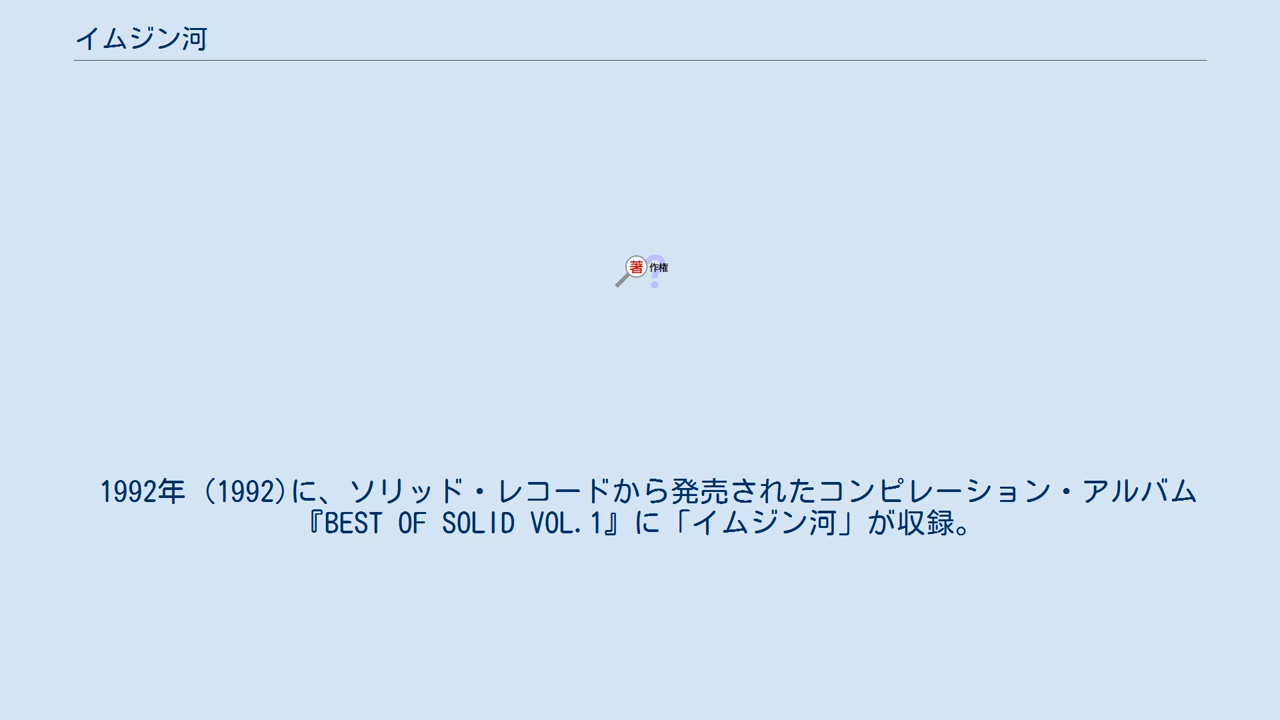 イムジン河
著作権?
1992年 (1992)に、ソリッド・レコードから発売されたコンピレーション・アルバム
『BEST OF SOLID VOL.1』に「イムジン河」が収録。